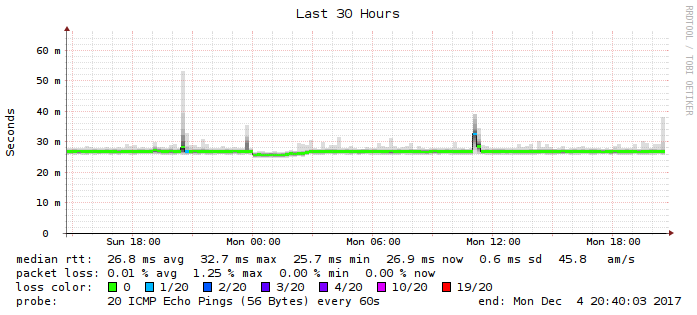 Last 30 Hours
RRDTOOL / TOBI OETIKER
Seconds
60 m
50 m
40 m
30 m
20 m
10 m
0
Sun 18:00 Mon 00:00 Mon 06:00 Mon 12:00 Mon 18:00
median rtt: 26.8 ms avg 32.7 ms max 25.7 ms min 26.9 ms now 0.6 ms sd 45.8 am/s
packet loss: 0.01 % avg 1.25 % max 0.00 % min 0.00 % now
loss color: 0 1/20 2/20 3/20 4/20 10/20 19/20
probe: 20 ICMP Echo Pings (56 Bytes) every 60s end: Mon Dec 4 20:40:03 2017